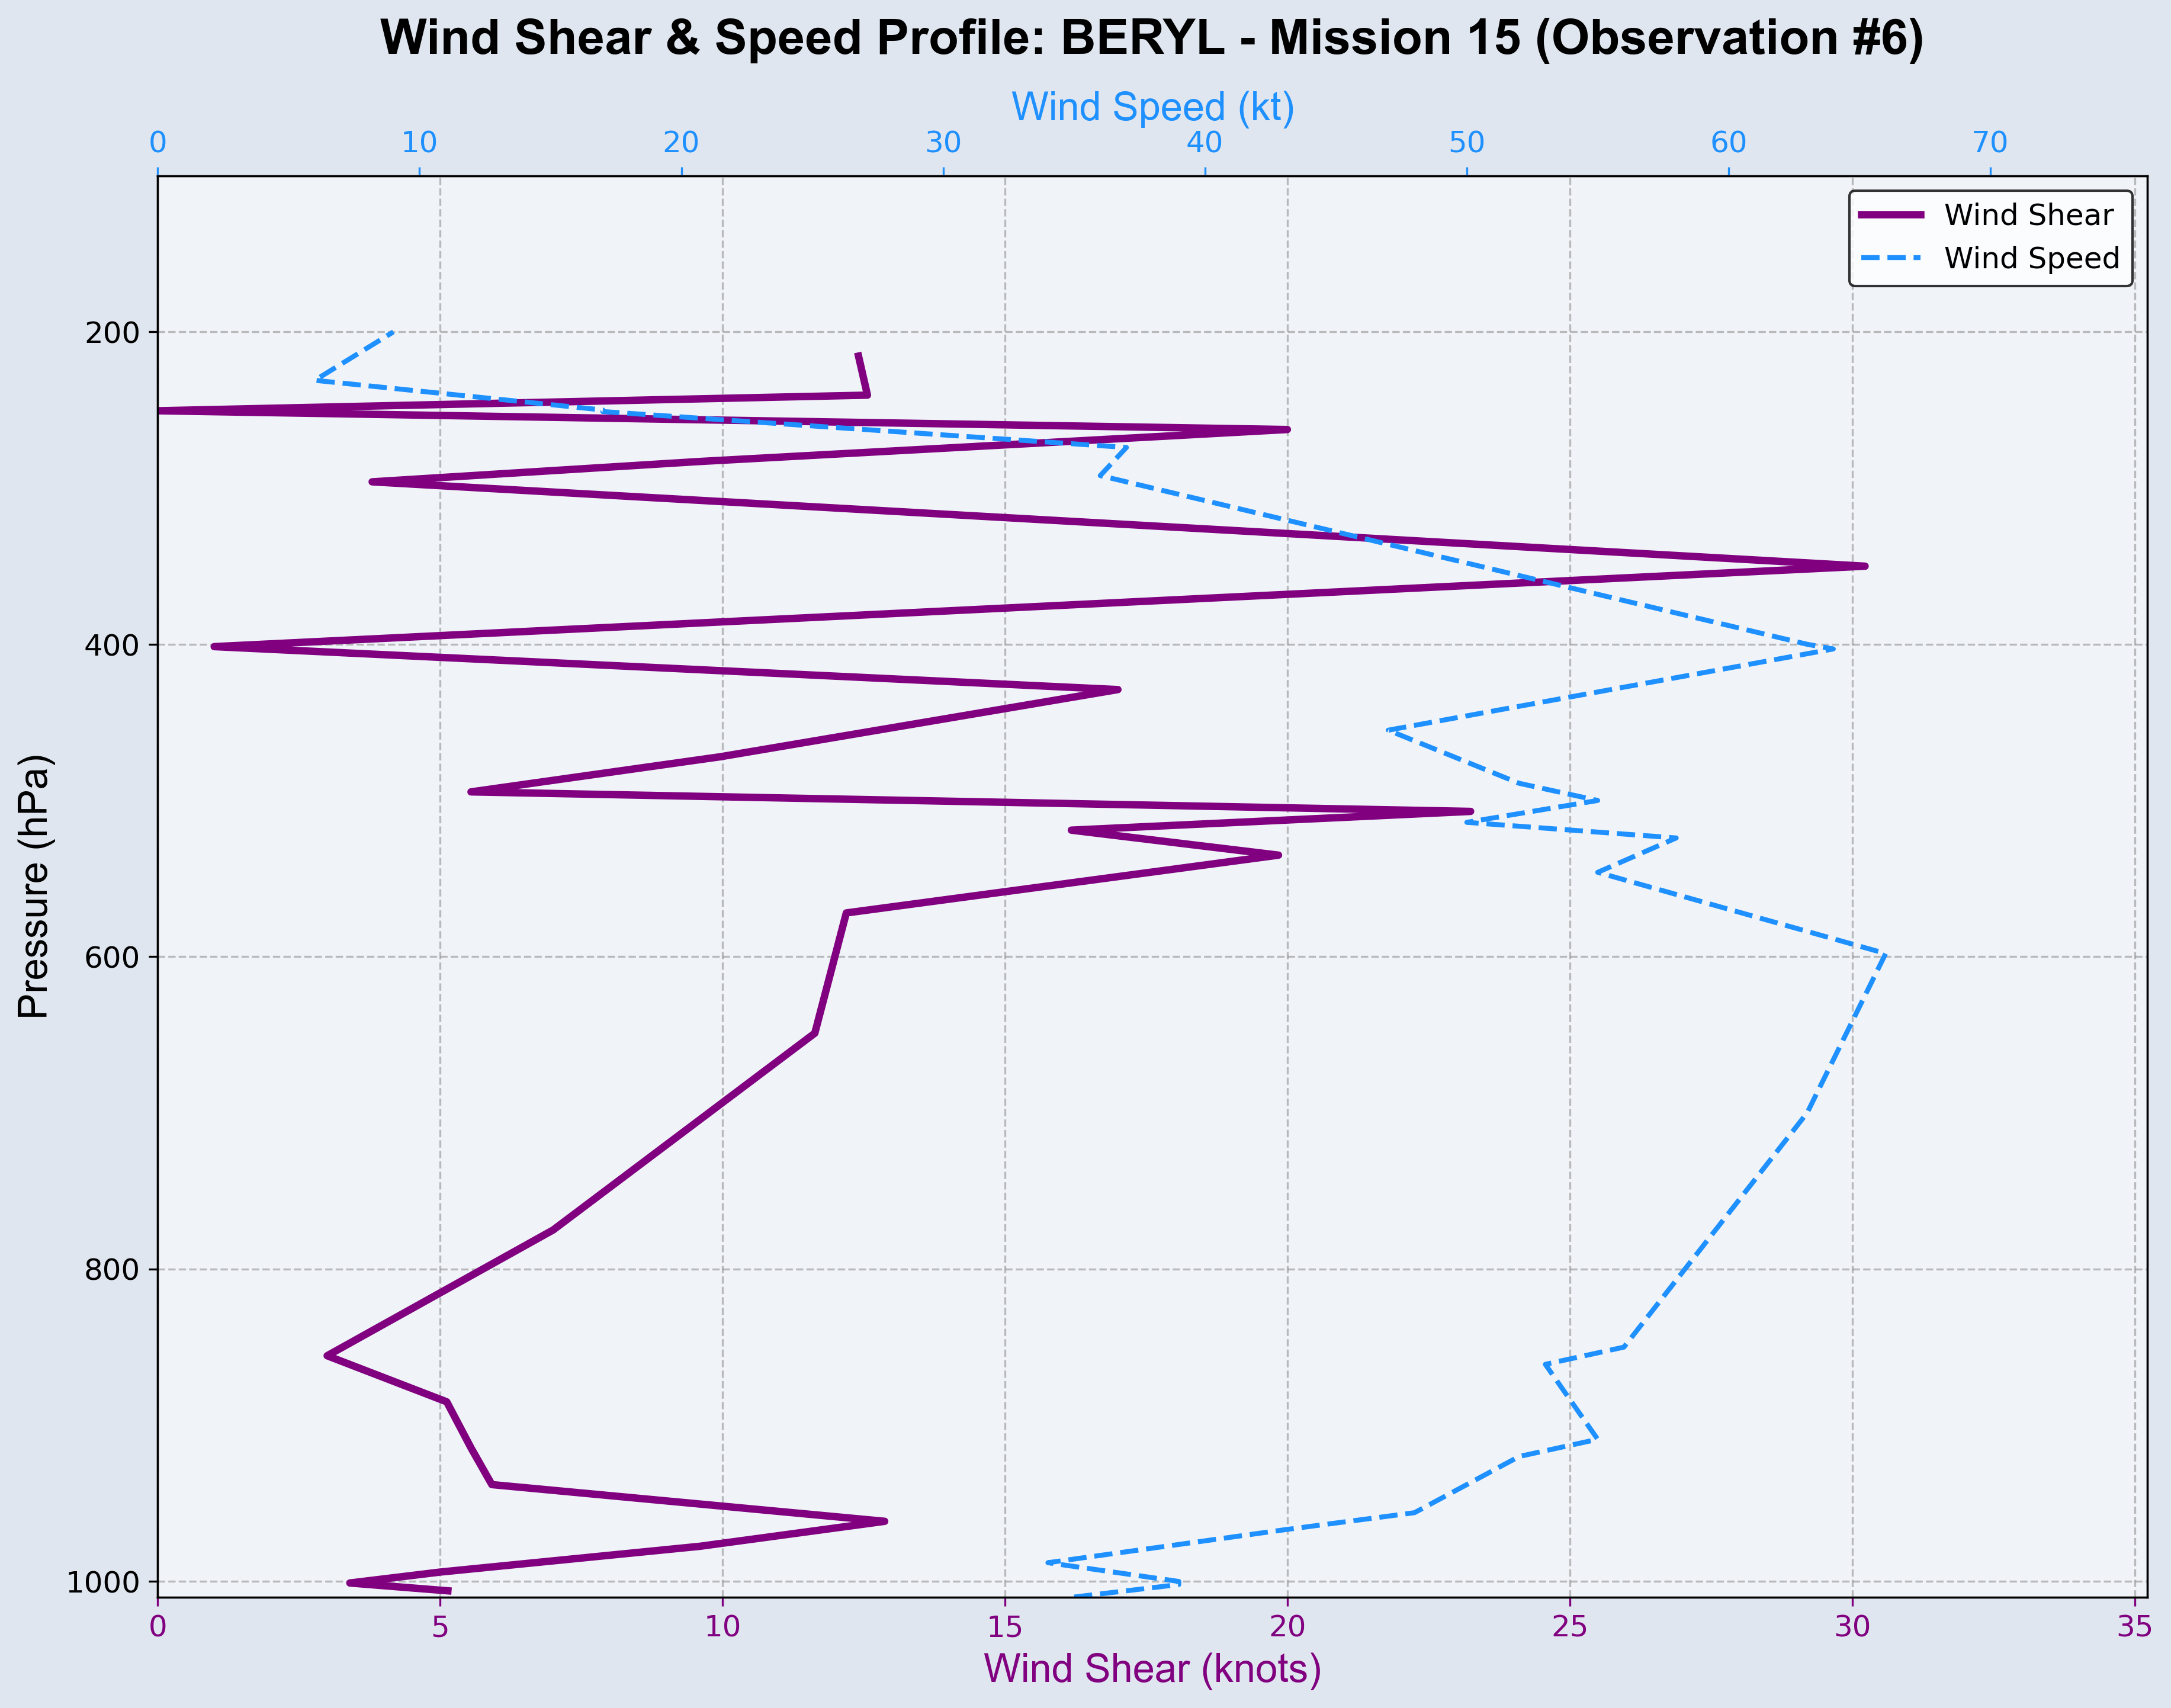 Wind Shear & Speed Profile: BERYL - Mission 15 (Observation #6)
Wind Speed (kt)
0 10 20 30 40 50 60 70
Wind Shear
Wind Speed
200
400
600
800
1000
Pressure (hPa)
0 5 10 15 20 25 30 35
Wind Shear (knots)